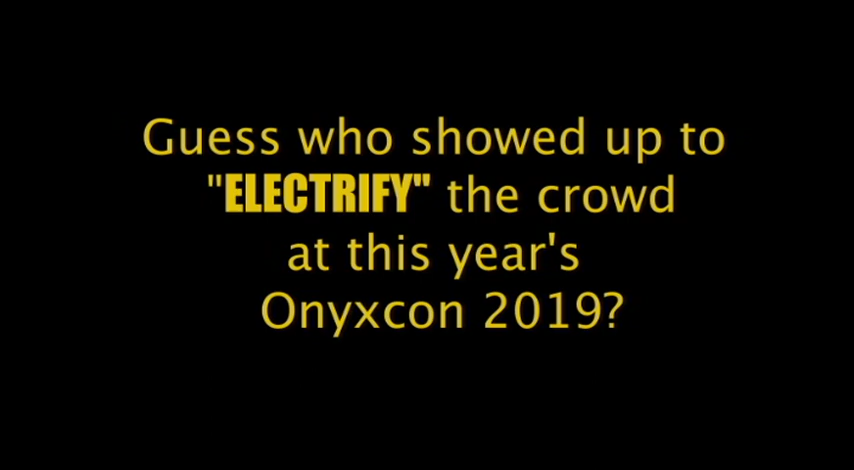 Guess who showed up to
"ELECTRIFY" the crowd
at this year's
Onyxcon 2019?